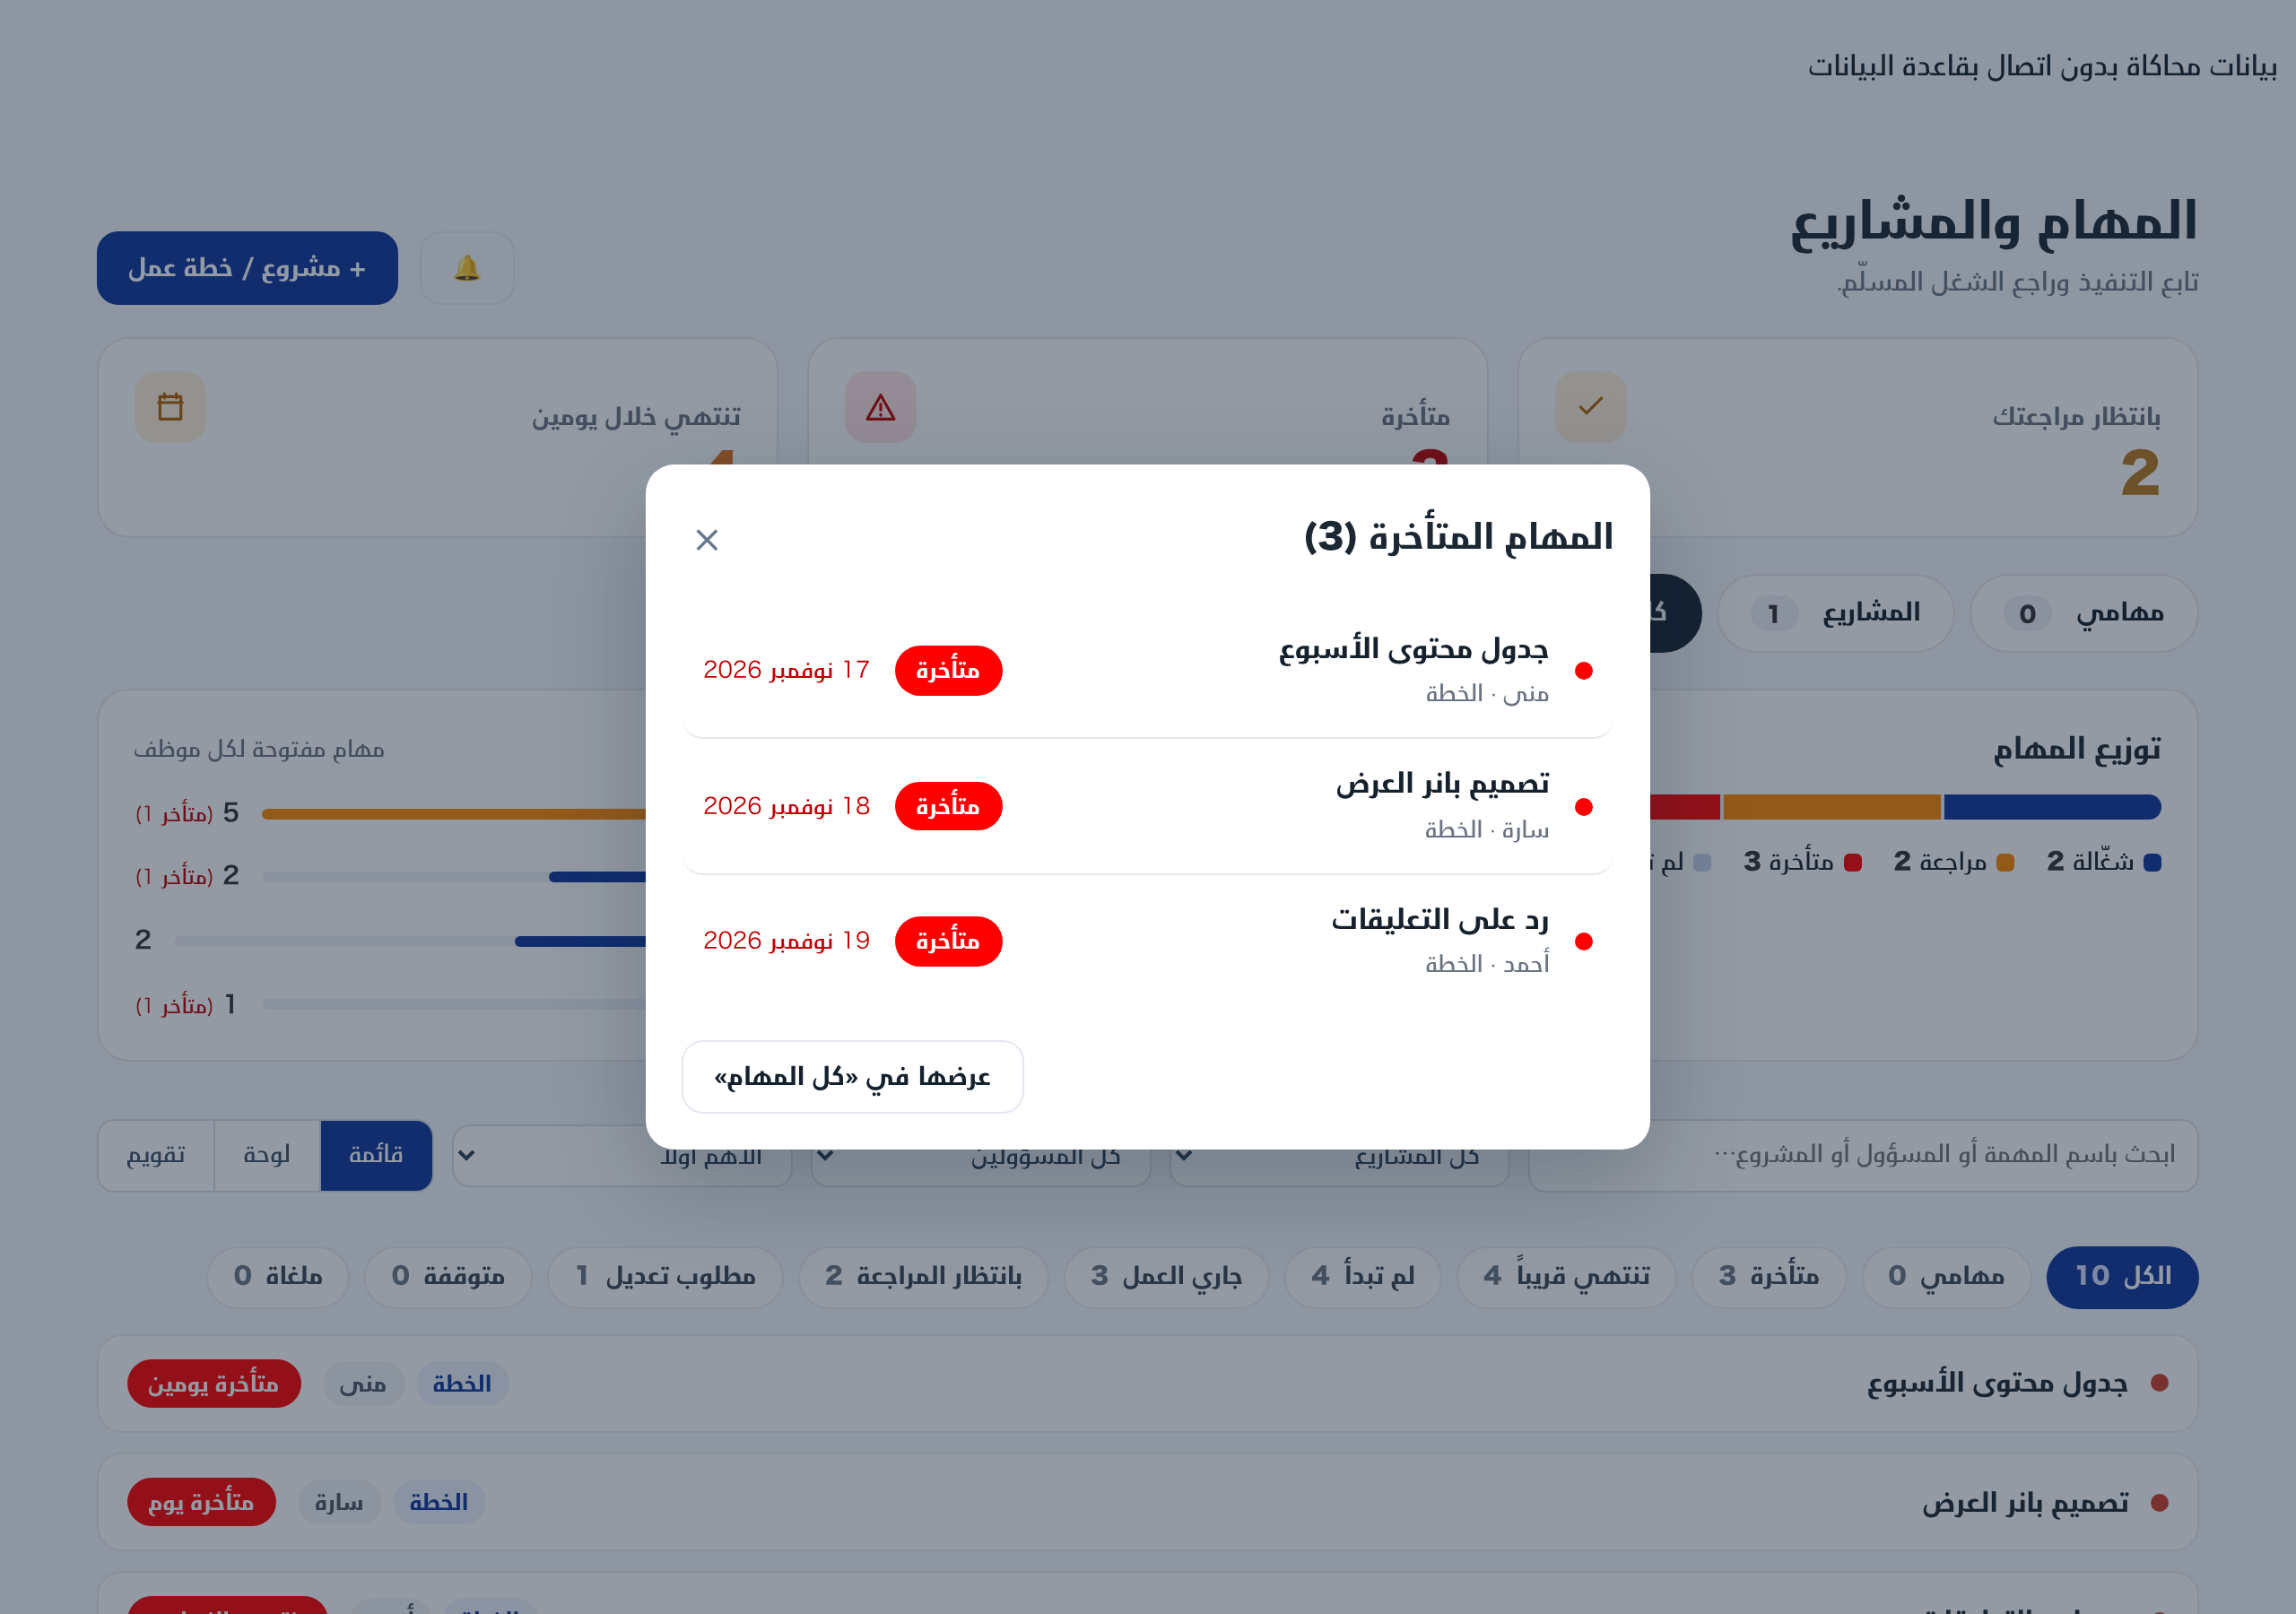 بيانات محاكاة بدون اتصال بقاعدة البيانات
المهام والمشاريع
تابع التنفيذ وراجع الشغل المسلّم.
🔔
+ مشروع / خطة عمل
بانتظار مراجعتك
2
متأخرة
تنتهي خلال يومين
مهامي 0
المشاريع 1
المهام المتأخرة (3)
جدول محتوى الأسبوع
منى · الخطة
متأخرة
17 نوفمبر 2026
تصميم بانر العرض
سارة · الخطة
متأخرة
18 نوفمبر 2026
رد على التعليقات
أحمد · الخطة
متأخرة
19 نوفمبر 2026
عرضها في «كل المهام»
توزيع المهام
شغّالة 2
مراجعة 2
متأخرة 3
لم
مهام مفتوحة لكل موظف
5 (متأخر 1)
2 (متأخر 1)
2
1 (متأخر 1)
ابحث باسم المهمة أو المسؤول أو المشروع…
كل المشاريع
كل المسؤولين
الأهم أولاً
قائمة
لوحة
تقويم
الكل 10
مهامي 0
متأخرة 3
تنتهي قريباً 4
لم تبدأ 4
جاري العمل 3
بانتظار المراجعة 2
مطلوب تعديل 1
متوقفة 0
ملغاة 0
جدول محتوى الأسبوع
الخطة
منى
متأخرة يومين
تصميم بانر العرض
الخطة
سارة
متأخرة يوم